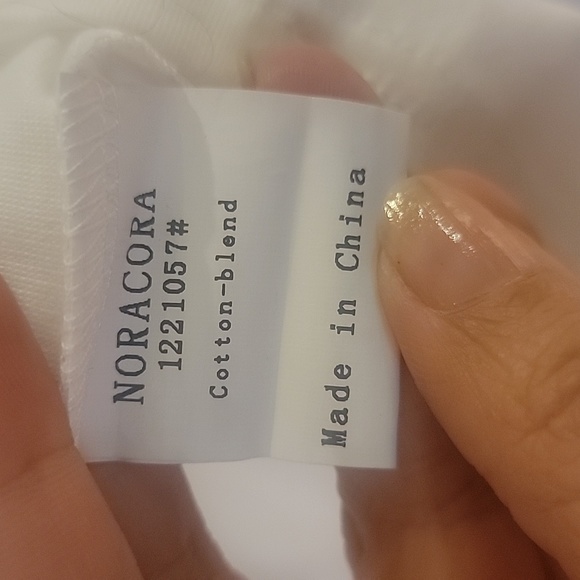 NORACORA
1221057#
Cotton-blend
Made in China